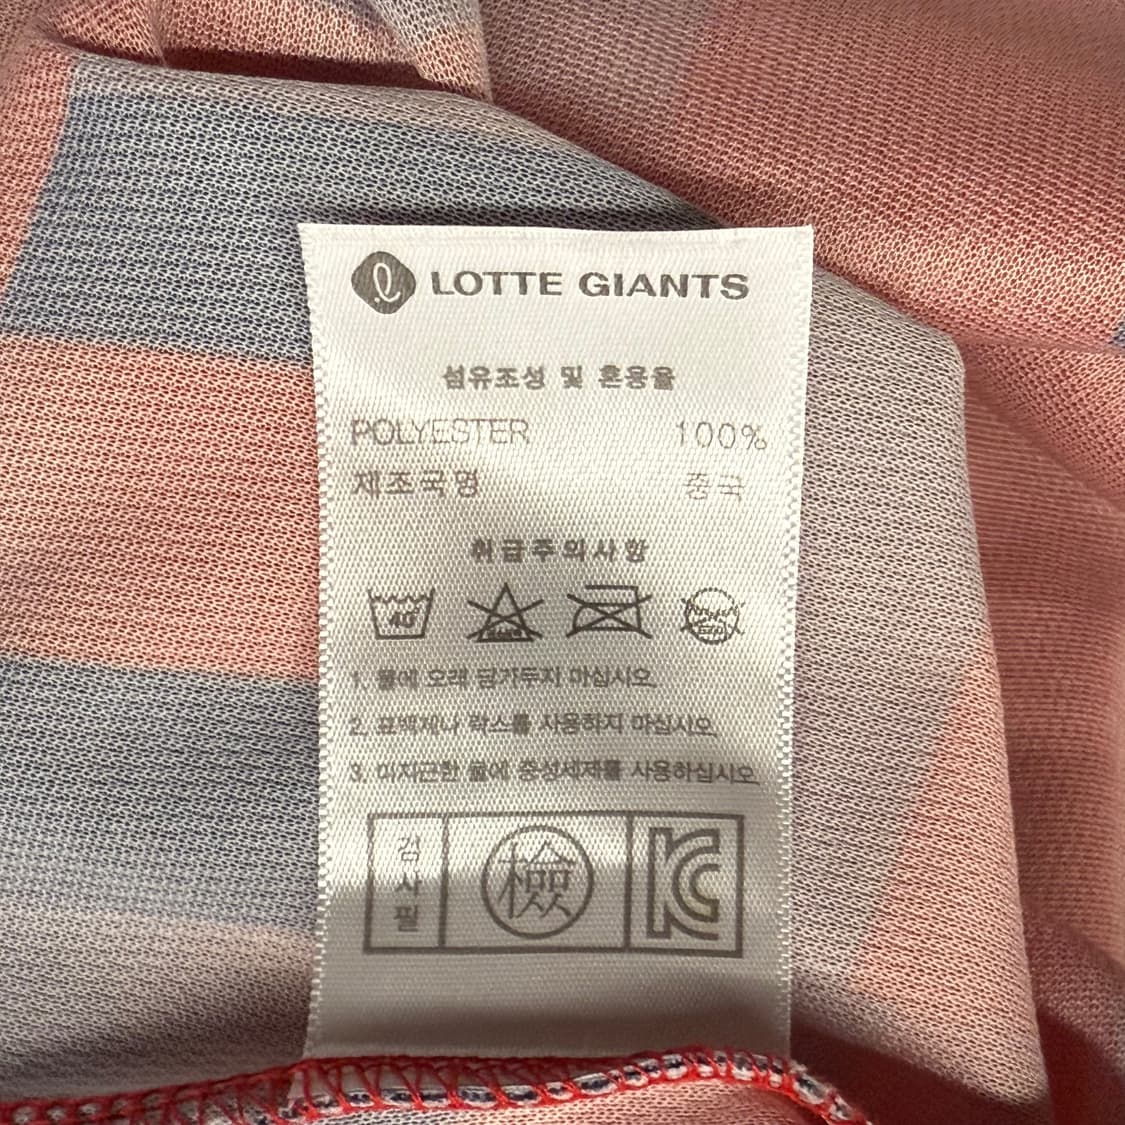 LOTTE GIANTS
섬유조성 및 혼용율
POLYESTER 100%
제조국명 중국
취급주의사항
40
1. 물에 오래 담가두지 마십시오.
2. 표백제나 락스를 사용하지 마십시오.
3. 미지근한 물에 중성세제를 사용하십시오.
검사필 檢 KC